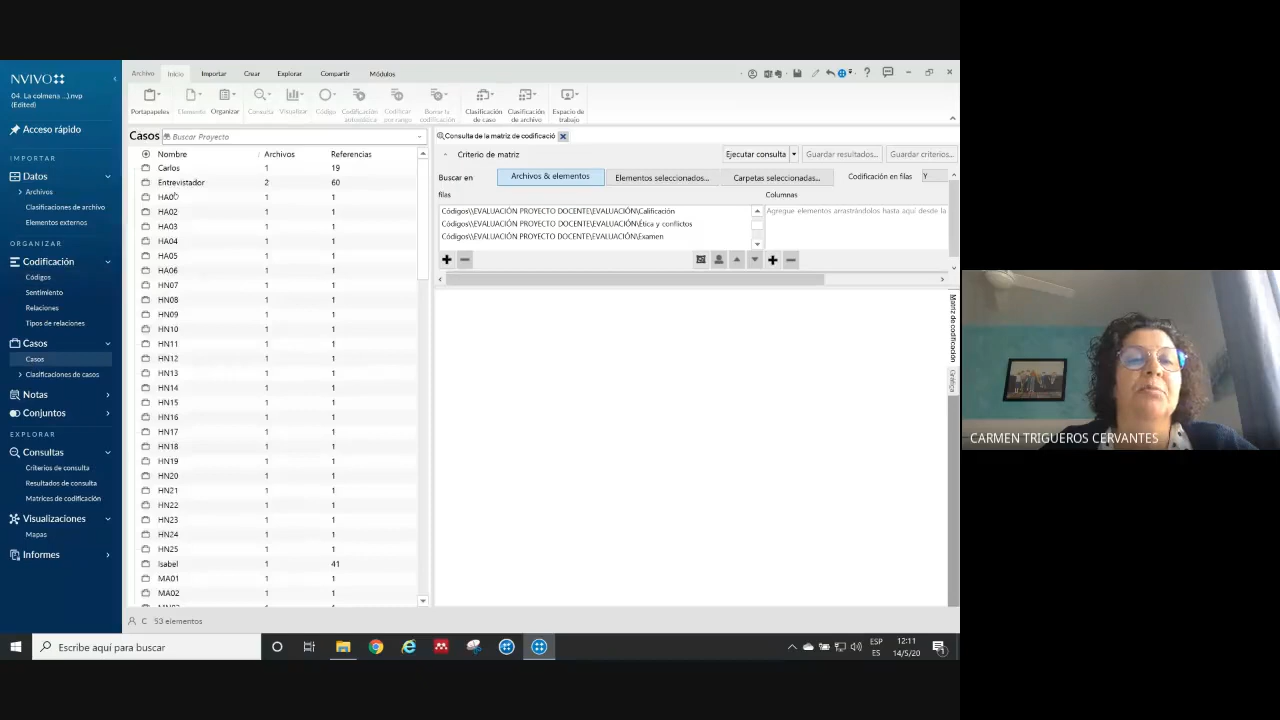 NVIVO
04. La colmena ...).nvp
(Edited)
Acceso rápido
IMPORTAR
Datos
Archivos
Clasificaciones de archivo
Elementos externos
ORGANIZAR
Codificación
Códigos
Sentimiento
Relaciones
Tipos de relaciones
Casos
Casos
Clasificaciones de casos
Notas
Conjuntos
EXPLORAR
Consultas
Criterios de consulta
Resultados de consulta
Matrices de codificación
Visualizaciones
Mapas
Informes
Archivo Inicio Importar Crear Explorar Compartir Módulos
Portapapeles Elemento Organizar Consulta Visualizar Código Codificación automática Codificar por rango Borrar la codificación Clasificación de caso Clasificación de archivo Espacio de trabajo
Casos Buscar Proyecto
Nombre Archivos Referencias
Carlos 1 19
Entrevistador 2 60
HA0 1 1
HA02 1 1
HA03 1 1
HA04 1 1
HA05 1 1
HA06 1 1
HN07 1 1
HN08 1 1
HN09 1 1
HN10 1 1
HN11 1 1
HN12 1 1
HN13 1 1
HN14 1 1
HN15 1 1
HN16 1 1
HN17 1 1
HN18 1 1
HN19 1 1
HN20 1 1
HN21 1 1
HN22 1 1
HN23 1 1
HN24 1 1
HN25 1 1
Isabel 1 41
MA01 1 1
MA02 1 1
C 53 elementos
Consulta de la matriz de codificació
Criterio de matriz Ejecutar consulta Guardar resultados... Guardar criterios...
Buscar en Archivos & elementos Elementos seleccionados... Carpetas seleccionadas... Codificación en filas Y
filas Columnas
Códigos\\EVALUACIÓN PROYECTO DOCENTE\EVALUACIÓN\Calificación
Agregue elementos arrastrándolos hasta aquí desde la
Códigos\\EVALUACIÓN PROYECTO DOCENTE\EVALUACIÓN\Ética y conflictos
Códigos\\EVALUACIÓN PROYECTO DOCENTE\EVALUACIÓN\Examen
Matriz de codificación
Gráfica
CARMEN TRIGUEROS CERVANTES
Escribe aquí para buscar
ESP
ES
12:11
14/5/20